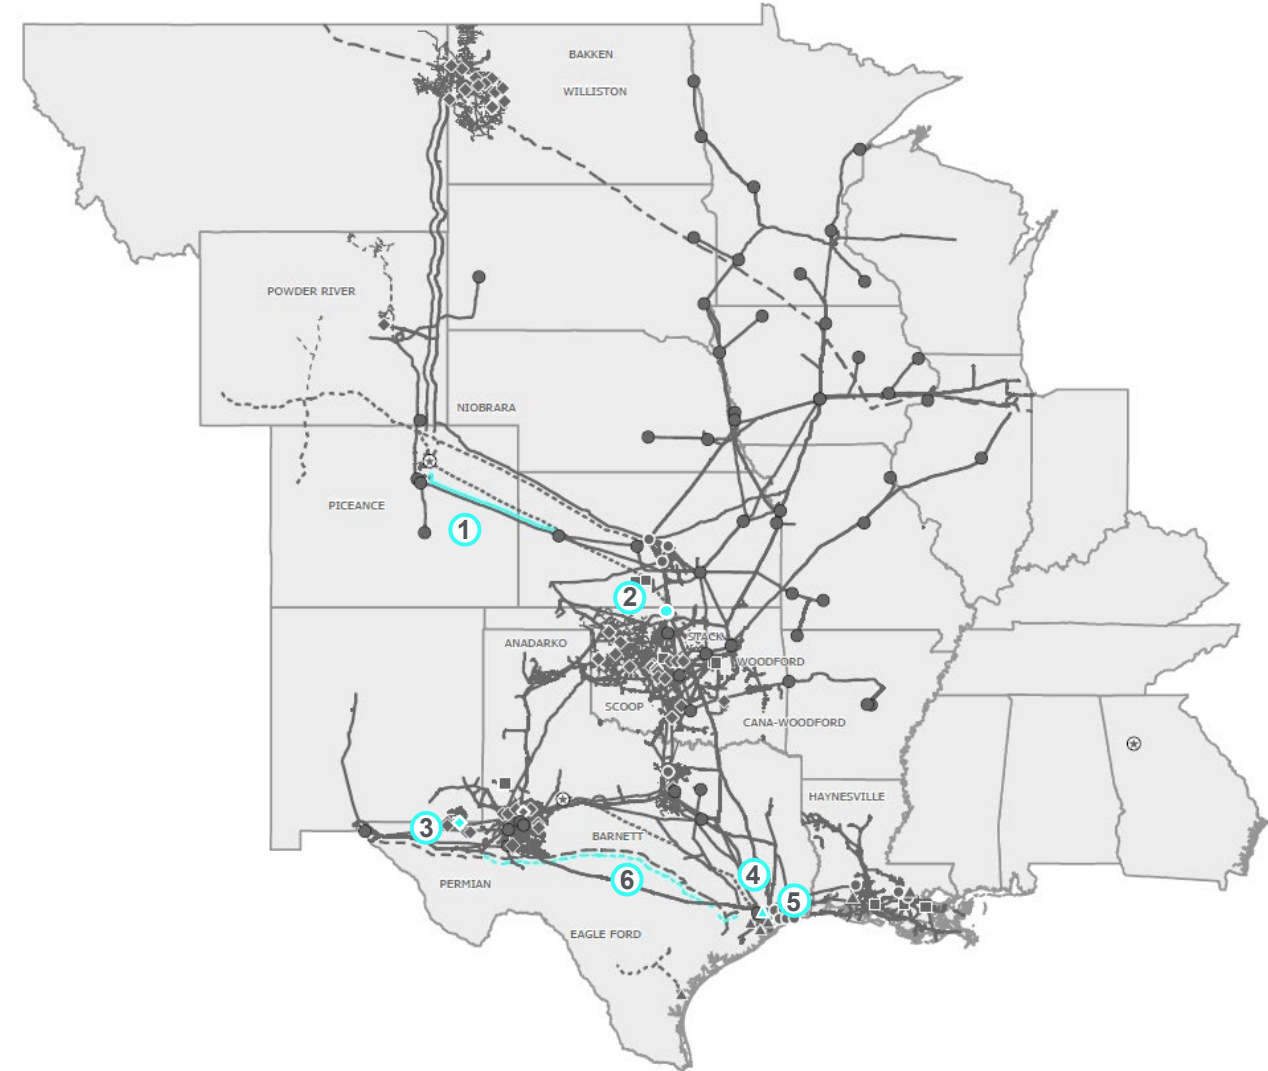 BAKKEN
WILLISTON
POWDER RIVER
NIOBRARA
PICEANCE
1
2
ANADARKO
STACK
WOODFORD
SCOOP
CANA-WOODFORD
HAYNESVILLE
3
BARNETT
4
PERMIAN
6
5
EAGLE FORD